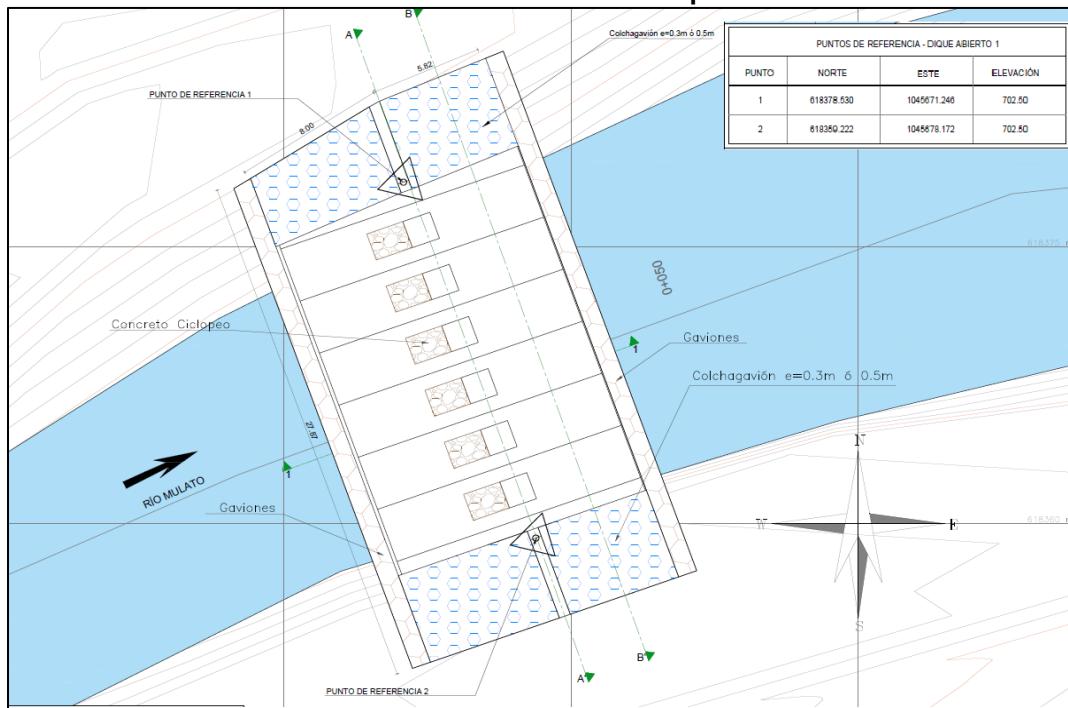 B
A
Colchagavión e=0.3m ó 0.5m
PUNTOS DE REFERENCIA - DIQUE ABIERTO 1
PUNTO NORTE ESTE ELEVACIÓN
1 618378.530 1045671.246 702.50
2 618359.222 1045678.172 702.50
5.82
PUNTO DE REFERENCIA 1
8.00
618375
0+050
Concreto Ciclopeo
Gaviones
1
Colchagavión e=0.3m ó 0.5m
27.87
N
1
RÍO MULATO
Gaviones
W E
618360
S
B'
A'
PUNTO DE REFERENCIA 2